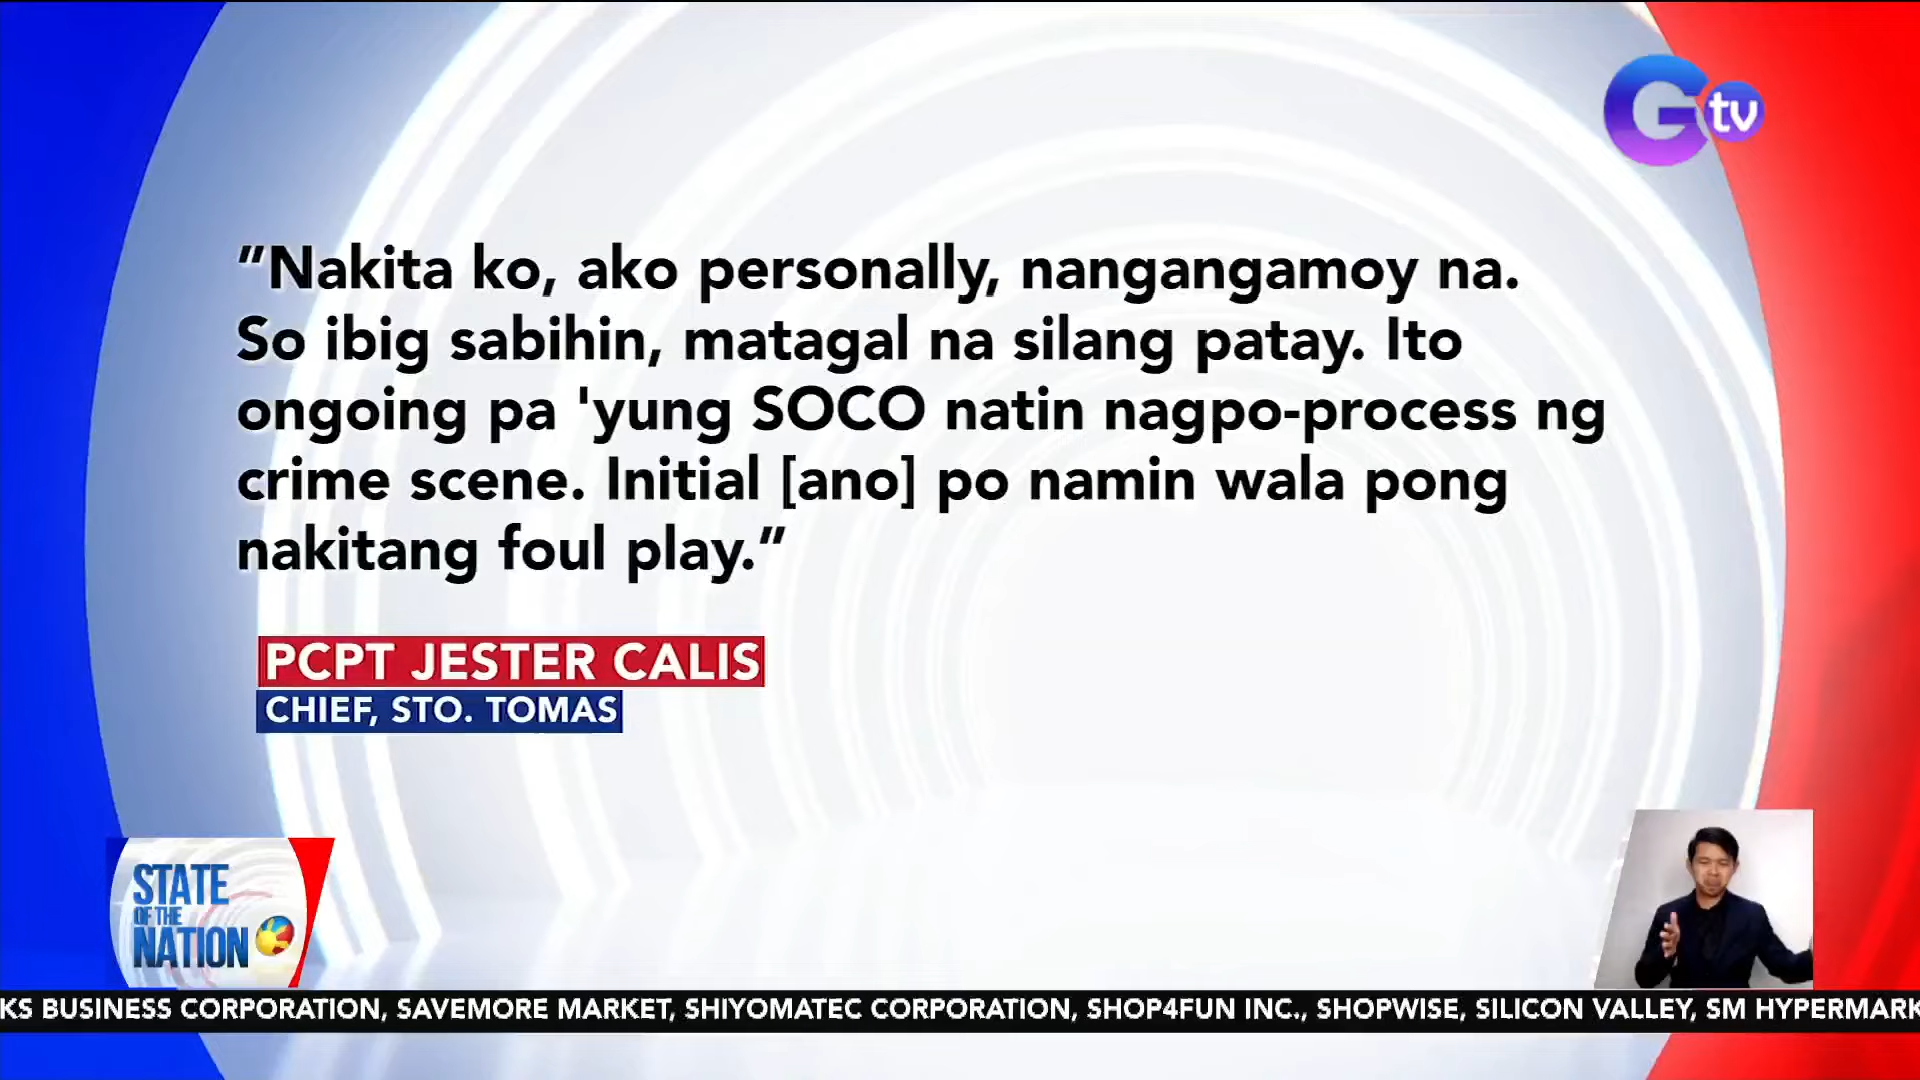 Gtv
"Nakita ko, ako personally, nangangamoy na.
So ibig sabihin, matagal na silang patay. Ito
ongoing pa 'yung SOCO natin nagpo-process ng
crime scene. Initial [ano] po namin wala pong
nakitang foul play."
PCPT JESTER CALIS
CHIEF, STO. TOMAS
STATE
OF THE
NATION
KS BUSINESS CORPORATION, SAVEMORE MARKET, SHIYOMATEC CORPORATION, SHOP4FUN INC., SHOPWISE, SILICON VALLEY, SM HYPERMARK